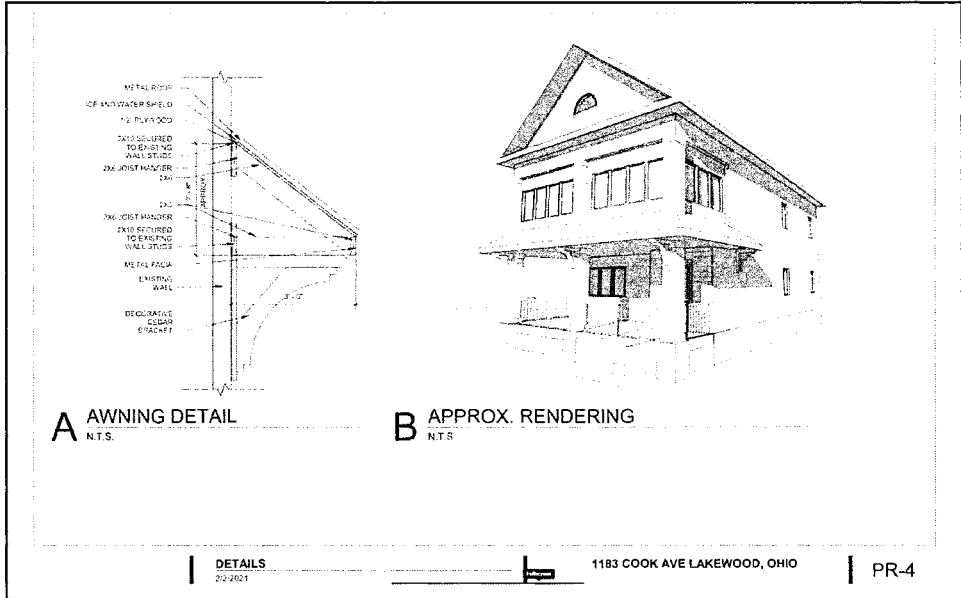 METAL ROOF
ICE AND WATER SHIELD
1/2" PLYWOOD
2X10 SECURED
TO EXISTING
WALL STUDS
2X6 JOIST HANGER
2X6
APPROX.
2X6 JOIST HANGER
2X10 SECURED
TO EXISTING
WALL STUDS
METAL FACIA
EXISTING
WALL
DECORATIVE
CEDAR
BRACKET
A AWNING DETAIL
N.T.S.
B APPROX. RENDERING
N.T.S
DETAILS
2/2/2021
1183 COOK AVE LAKEWOOD, OHIO
PR-4